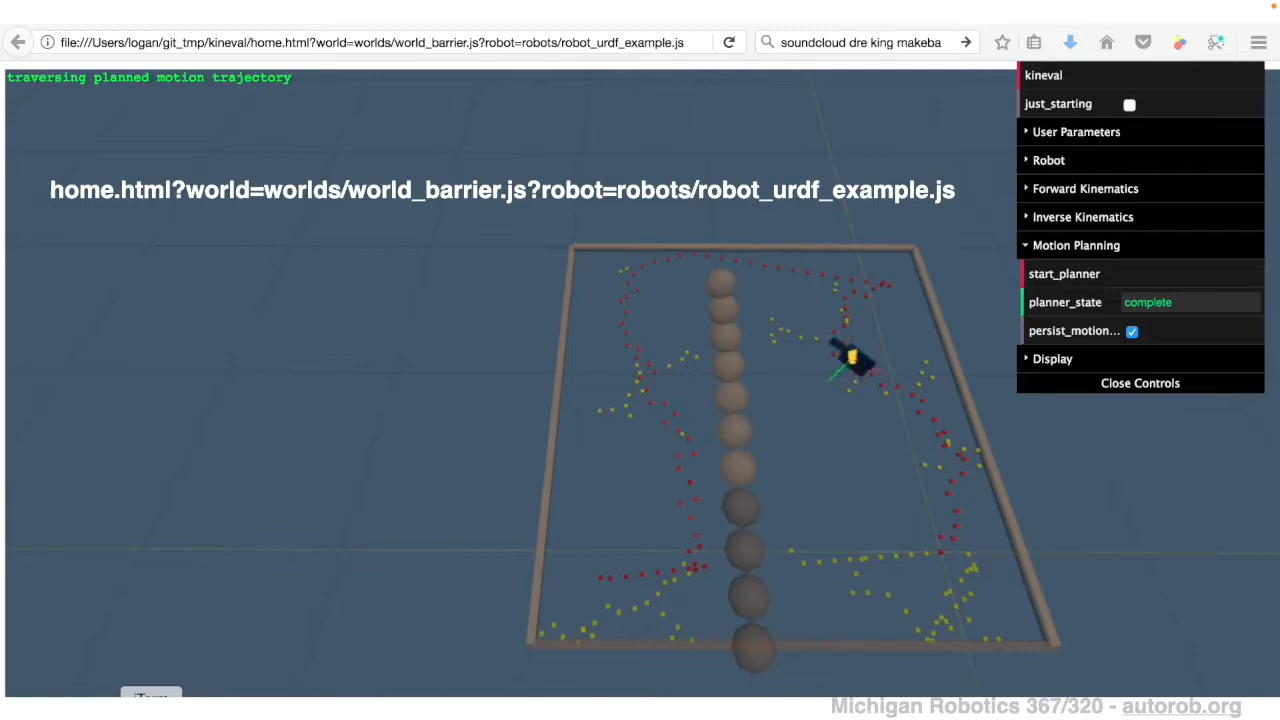 file:///Users/logan/git_tmp/kineval/home.html?world=worlds/world_barrier.js?robot=robots/robot_urdf_example.js
soundcloud dre king makeba
traversing planned motion trajectory
kineval
just_starting
User Parameters
home.html?world=worlds/world_barrier.js?robot=robots/robot_urdf_example.js
Robot
Forward Kinematics
Inverse Kinematics
Motion Planning
start_planner
planner_state complete
persist_motion...
Display
Close Controls
iTerm
Michigan Robotics 367/320 - autorob.org